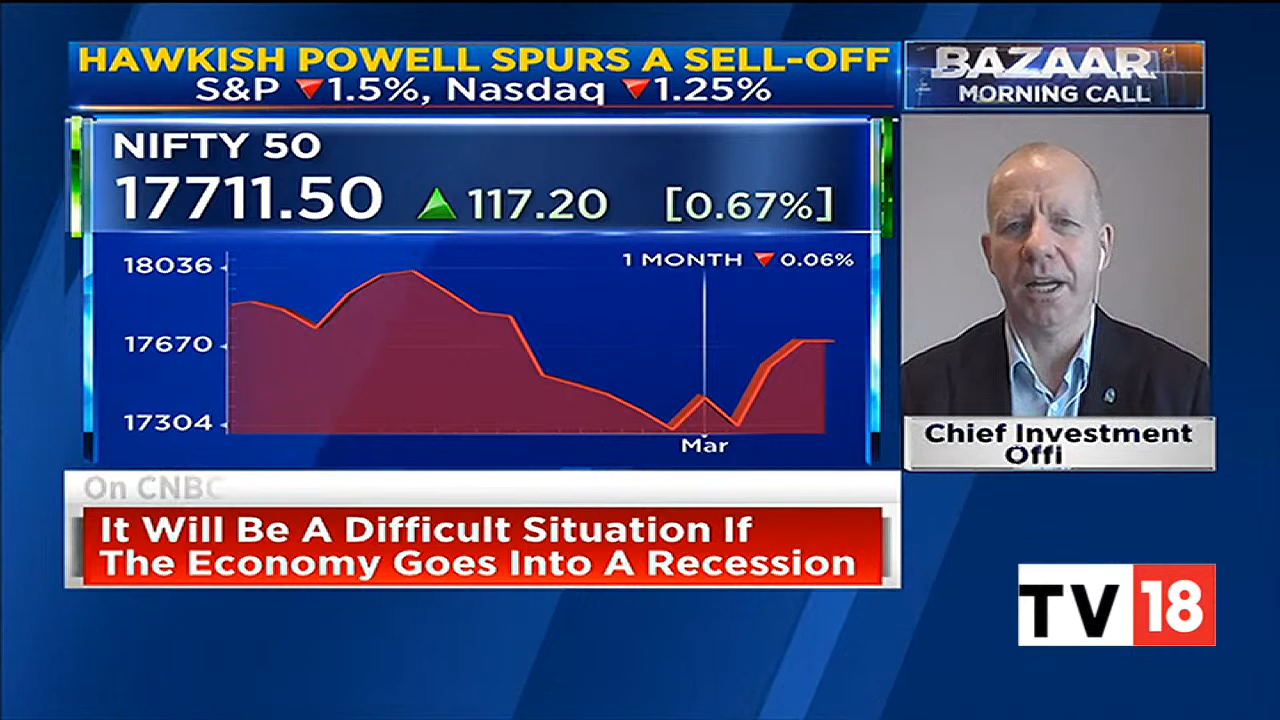 HAWKISH POWELL SPURS A SELL-OFF
S&P ▼1.5%, Nasdaq ▼1.25%
BAZAAR
MORNING CALL
NIFTY 50
17711.50 ▲ 117.20 [0.67%]
1 MONTH ▼ 0.06%
18036
17670
17304
Mar
Chief Investment
Offi
On CNBC
It Will Be A Difficult Situation If
The Economy Goes Into A Recession
TV18